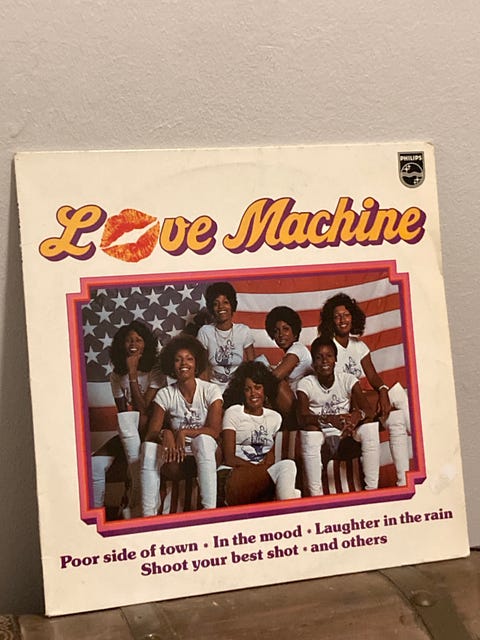 PHILIPS
Love Machine
Poor side of town • In the mood • Laughter in the rain
Shoot your best shot • and others